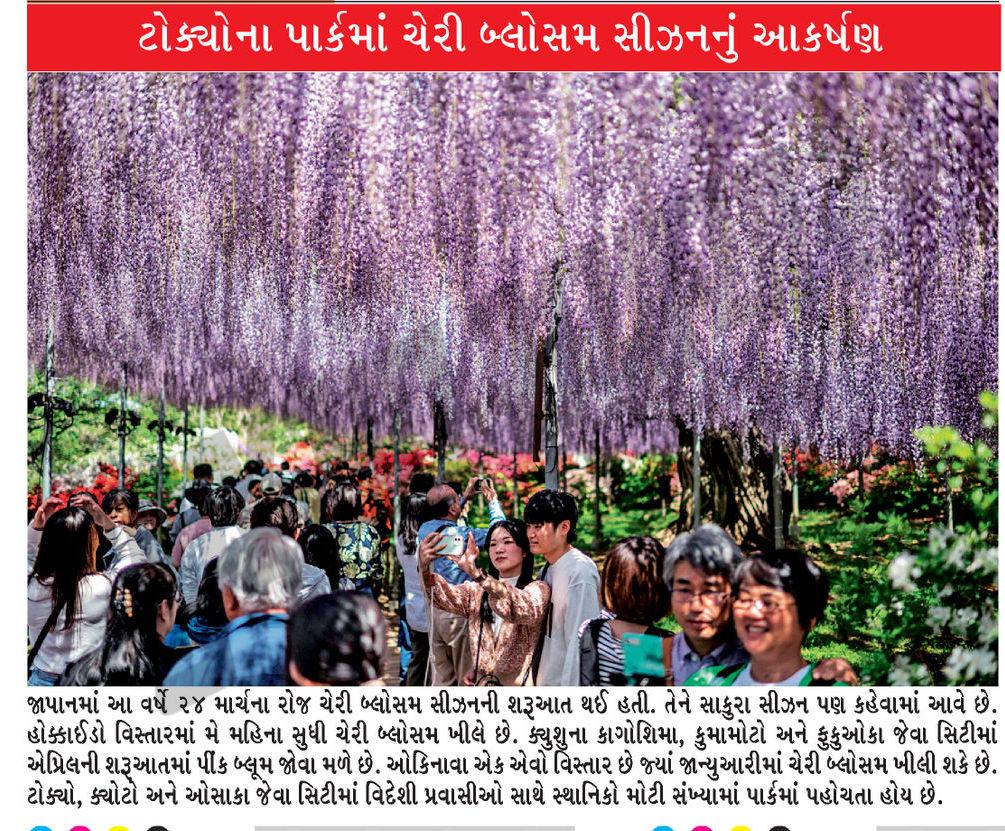 ટોક્યોના પાર્કમાં ચેરી બ્લોસમ સીઝનનું આકર્ષણ
જાપાનમાં આ વર્ષે ૨૪ માર્ચના રોજ ચેરી બ્લોસમ સીઝનની શરૂઆત થઈ હતી. તેને સાકુરા સીઝન પણ કહેવામાં આવે છે.
હોક્કાઈડો વિસ્તારમાં મે મહિના સુધી ચેરી બ્લોસમ ખીલે છે. ક્યુશુના કાગોશિમા, કુમામોટો અને ફુકુઓકા જેવા સિટીમાં
એપ્રિલની શરૂઆતમાં પીંક બ્લૂમ જોવા મળે છે. ઓકિનાવા એક એવો વિસ્તાર છે જ્યાં જાન્યુઆરીમાં ચેરી બ્લોસમ ખીલી શકે છે.
ટોક્યો, ક્યોટો અને ઓસાકા જેવા સિટીમાં વિદેશી પ્રવાસીઓ સાથે સ્થાનિકો મોટી સંખ્યામાં પાર્કમાં પહોચતા હોય છે.